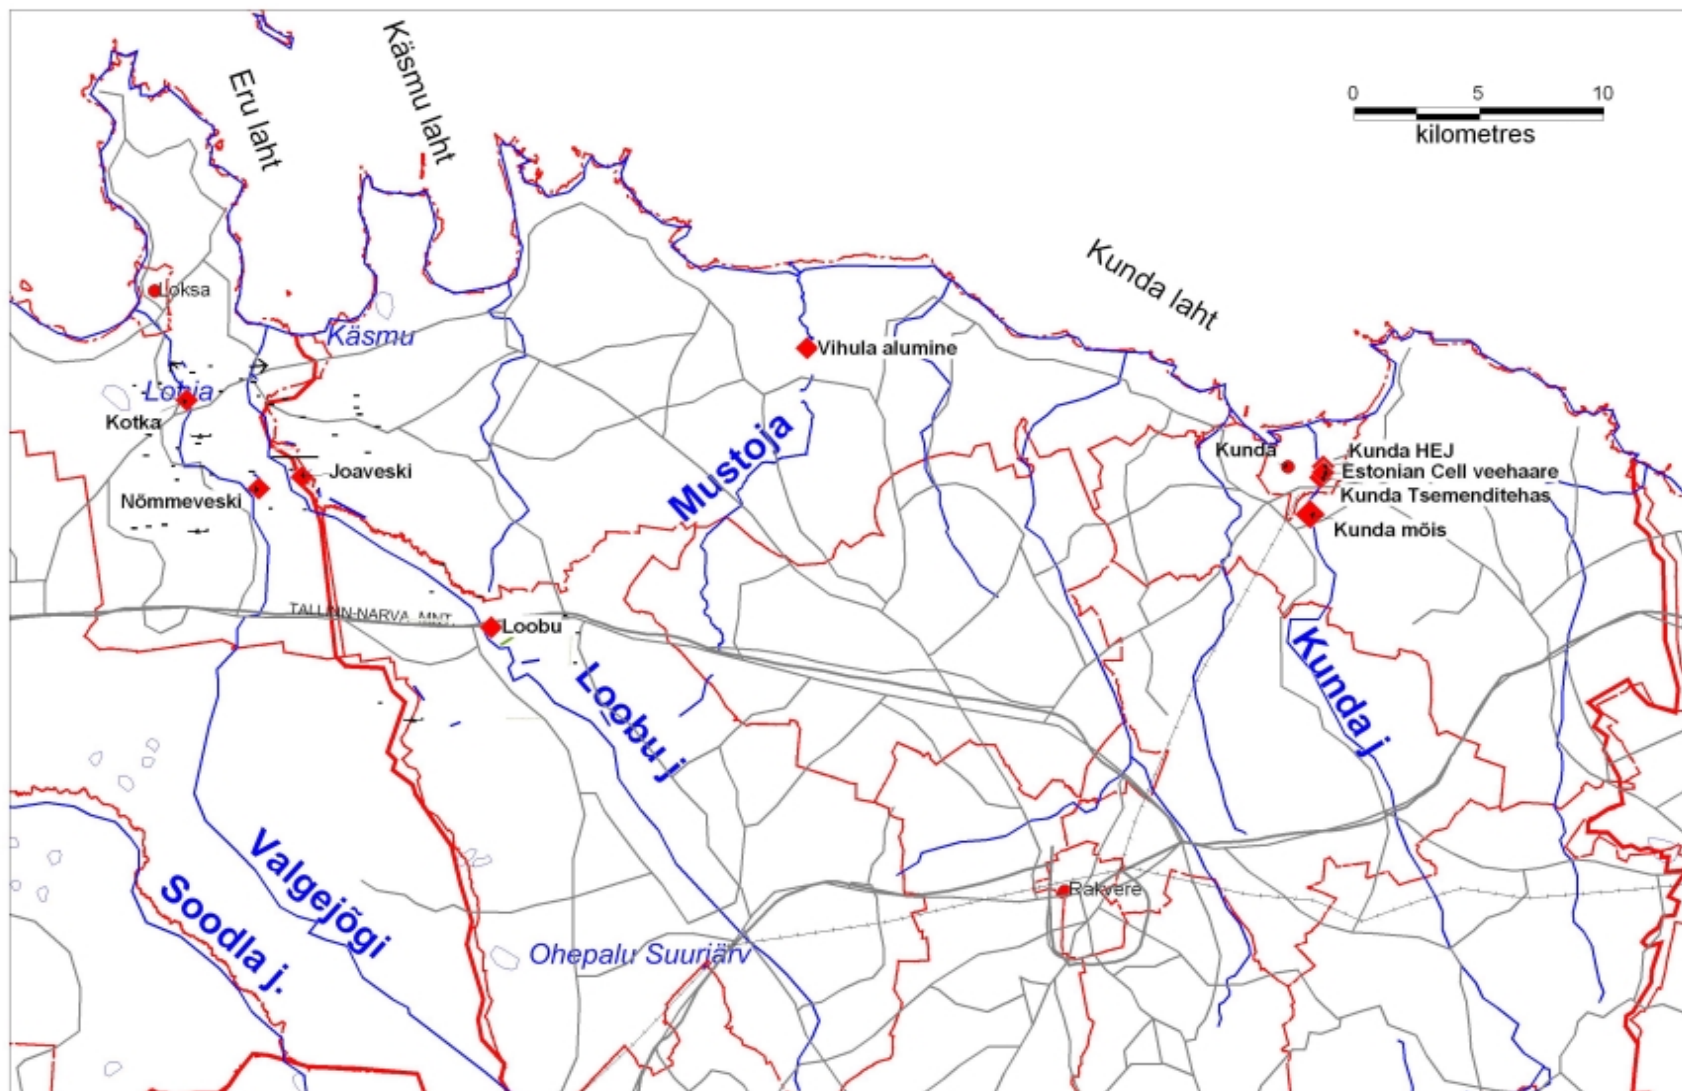 Eru laht
Käsmu laht
0 5 10
kilometres
Kunda laht
Loksa
Käsmu
Vihula alumine
Lohja
Kotka
Mustoja
Kunda
Kunda HEJ
Joaveski
Estonian Cell veehaare
Nõmmeveski
Kunda Tsemenditehas
Kunda mõis
TALLINN-NARVA MNT
Loobu
Loobu j
Kunda j
Valgejõgi
Soodla j.
Rakvere
Ohepalu Suurjärv